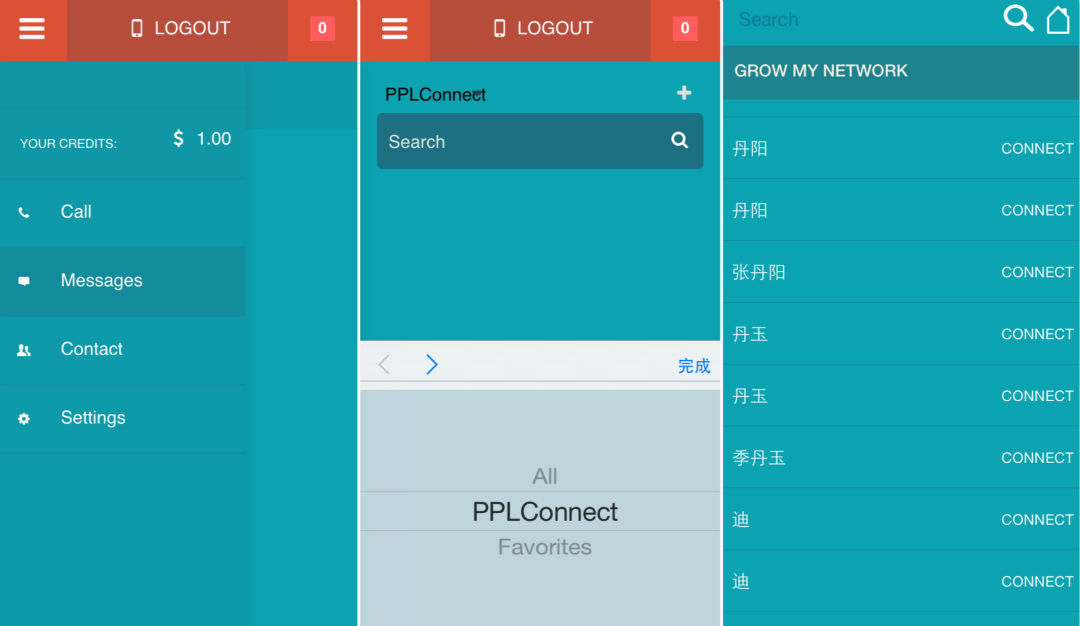 LOGOUT
0
YOUR CREDITS:
$ 1.00
Call
Messages
Contact
Settings
LOGOUT
0
PPLConnect
Search
完成
All
PPLConnect
Favorites
Search
GROW MY NETWORK
丹阳 CONNECT
丹阳 CONNECT
张丹阳 CONNECT
丹玉 CONNECT
丹玉 CONNECT
季丹玉 CONNECT
迪 CONNECT
迪 CONNECT